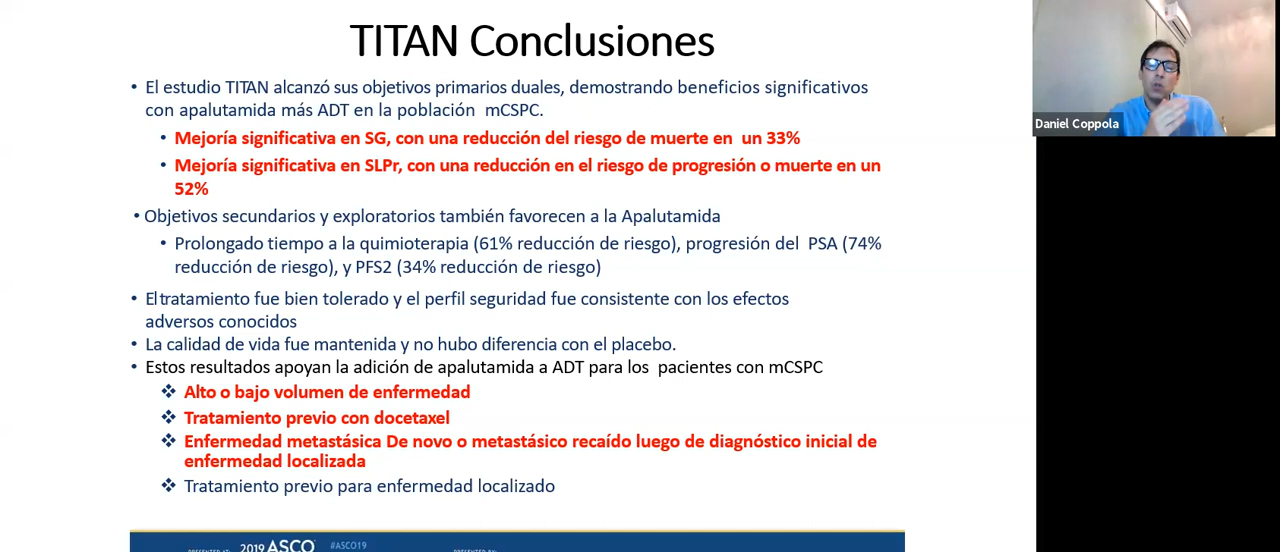 TITAN Conclusiones
• El estudio TITAN alcanzó sus objetivos primarios duales, demostrando beneficios significativos
con apalutamida más ADT en la población mCSPC.
• Mejoría significativa en SG, con una reducción del riesgo de muerte en un 33%
• Mejoría significativa en SLPr, con una reducción en el riesgo de progresión o muerte en un
52%
• Objetivos secundarios y exploratorios también favorecen a la Apalutamida
• Prolongado tiempo a la quimioterapia (61% reducción de riesgo), progresión del PSA (74%
reducción de riesgo), y PFS2 (34% reducción de riesgo)
• El tratamiento fue bien tolerado y el perfil seguridad fue consistente con los efectos
adversos conocidos
• La calidad de vida fue mantenida y no hubo diferencia con el placebo.
• Estos resultados apoyan la adición de apalutamida a ADT para los pacientes con mCSPC
❖ Alto o bajo volumen de enfermedad
❖ Tratamiento previo con docetaxel
❖ Enfermedad metastásica De novo o metastásico recaído luego de diagnóstico inicial de
enfermedad localizada
❖ Tratamiento previo para enfermedad localizado
PRESENTED AT: 2019 ASCO #ASCO19 PRESENTED BY:
Daniel Coppola